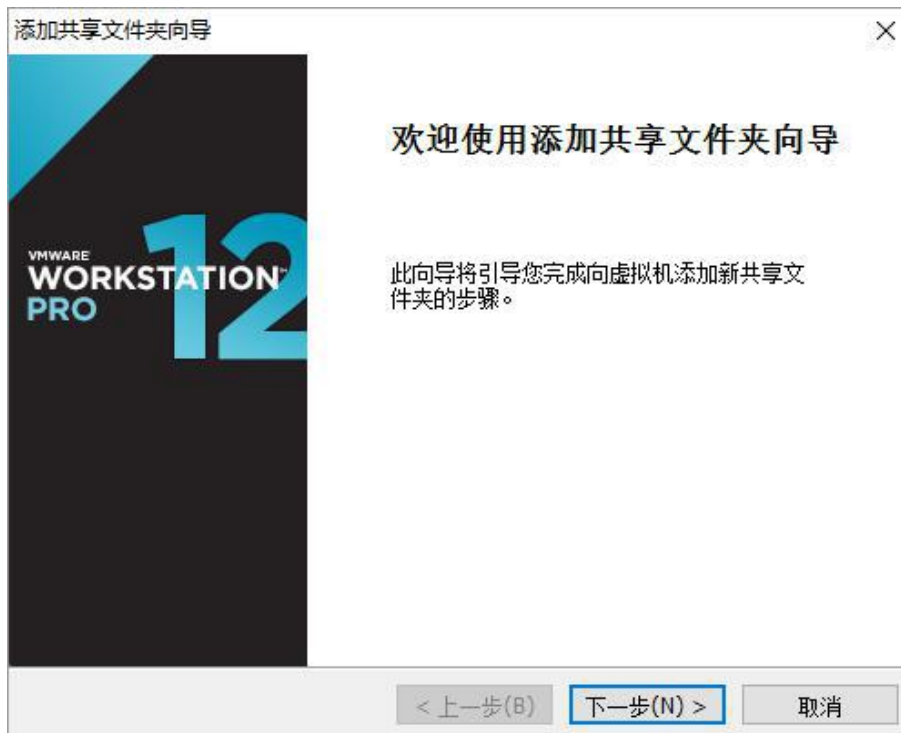 添加共享文件夹向导
欢迎使用添加共享文件夹向导
VMWARE
WORKSTATION™
PRO
12
此向导将引导您完成向虚拟机添加新共享文
件夹的步骤。
< 上一步(B)
下一步(N) >
取消